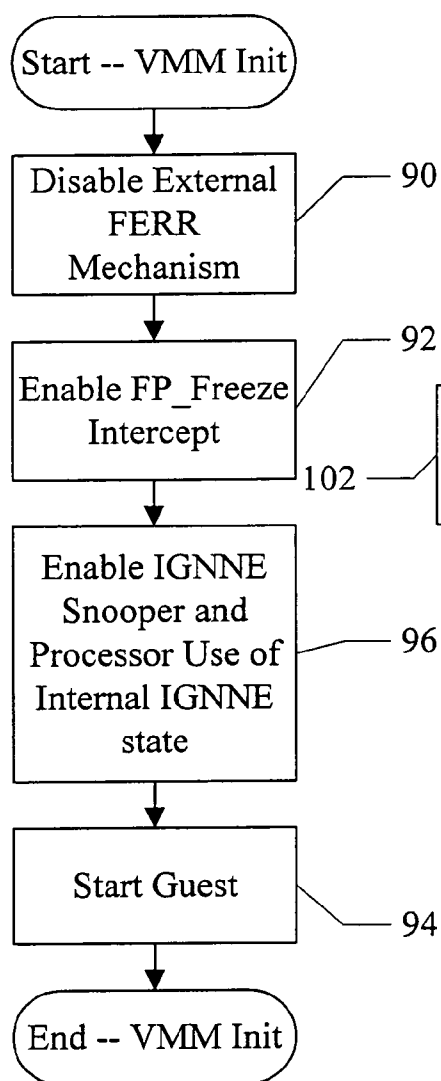 Start -- VMM Init
Disable External
FERR
Mechanism
90
Enable FP_Freeze
Intercept
92
102
Enable IGNNE
Snooper and
Processor Use of
Internal IGNNE
state
96
Start Guest
94
End -- VMM Init